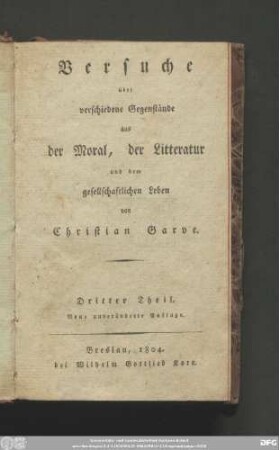 Versuche
über
verschiedene Gegenstände
aus
der Moral, der Litteratur
und dem
gesellschaftlichen Leben
von
Christian Garve.
Dritter Theil.
Neue unveränderte Auflage.
Breslau, 1804.
bei Wilhelm Gottlieb Korn.